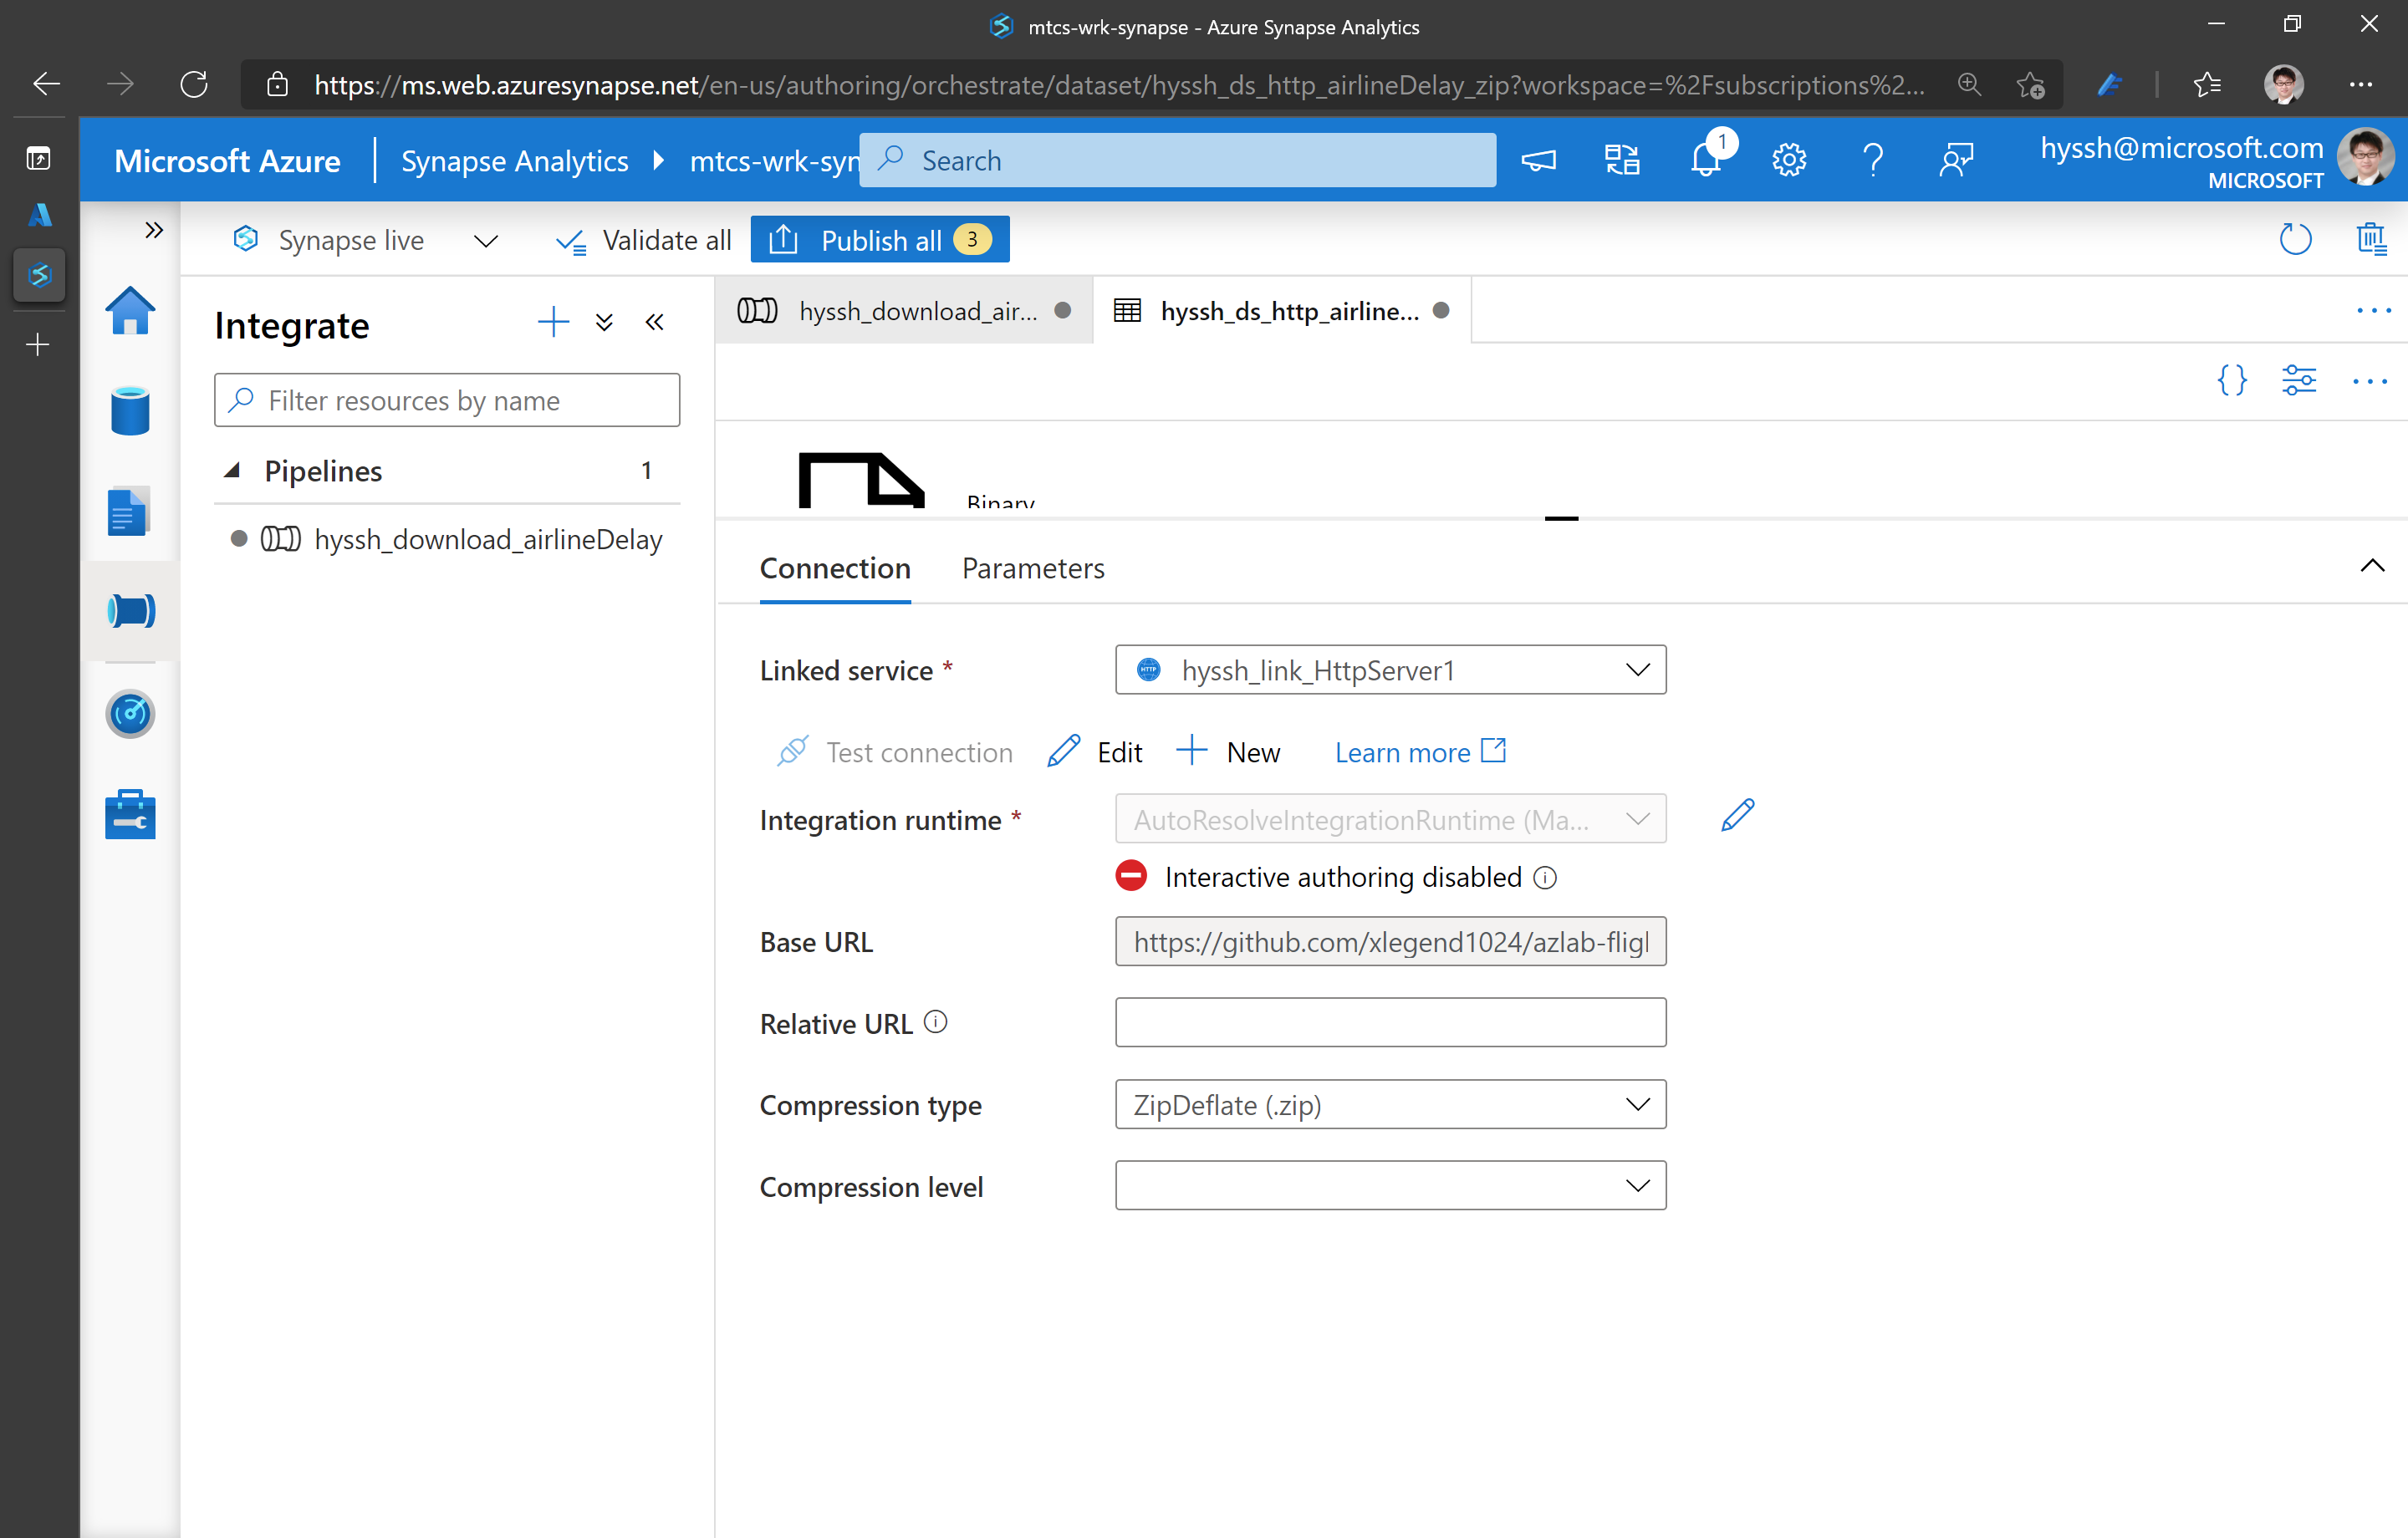 mtcs-wrk-synapse - Azure Synapse Analytics
https://ms.web.azuresynapse.net/en-us/authoring/orchestrate/dataset/hyssh_ds_http_airlineDelay_zip?workspace=%2Fsubscriptions%2...
Microsoft Azure
Synapse Analytics
mtcs-wrk-syn
Search
1
hyssh@microsoft.com
MICROSOFT
Synapse live
Validate all
Publish all 3
Integrate
hyssh_download_air...
hyssh_ds_http_airline...
Filter resources by name
Pipelines 1
hyssh_download_airlineDelay
Binary
Connection
Parameters
Linked service *
HTTP
hyssh_link_HttpServer1
Test connection
Edit
New
Learn more
Integration runtime *
AutoResolveIntegrationRuntime (Ma...
Interactive authoring disabled
Base URL
https://github.com/xlegend1024/azlab-fligh
Relative URL
Compression type
ZipDeflate (.zip)
Compression level